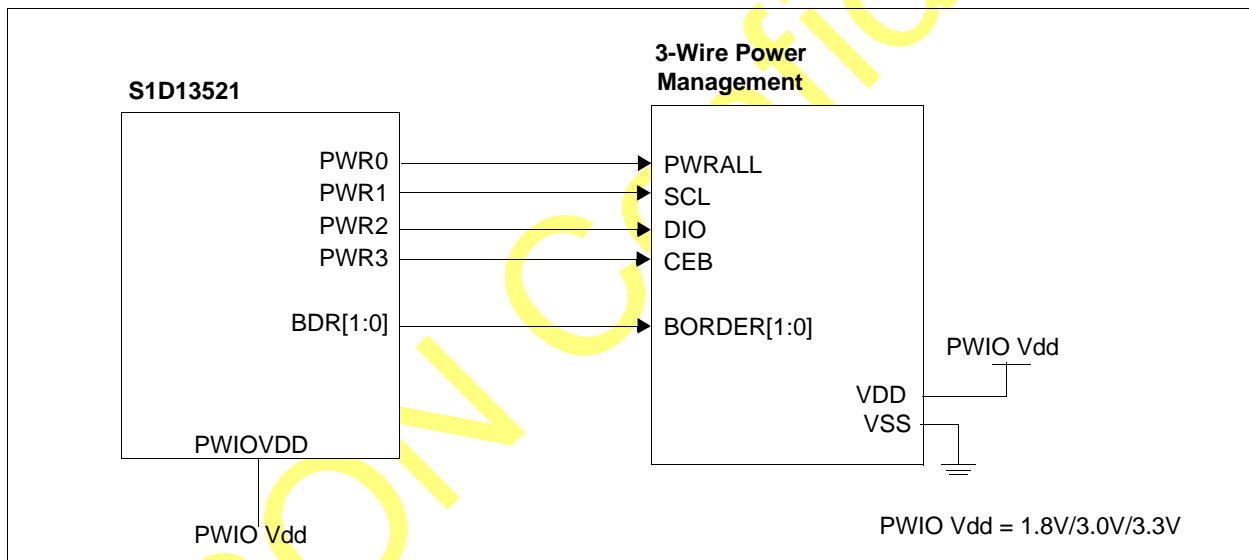 3-Wire Power
Management
S1D13521
PWR0
PWR1
PWR2
PWR3
BDR[1:0]
PWIOVDD
PWIO Vdd
PWRALL
SCL
DIO
CEB
BORDER[1:0]
VDD
VSS
PWIO Vdd
PWIO Vdd = 1.8V/3.0V/3.3V